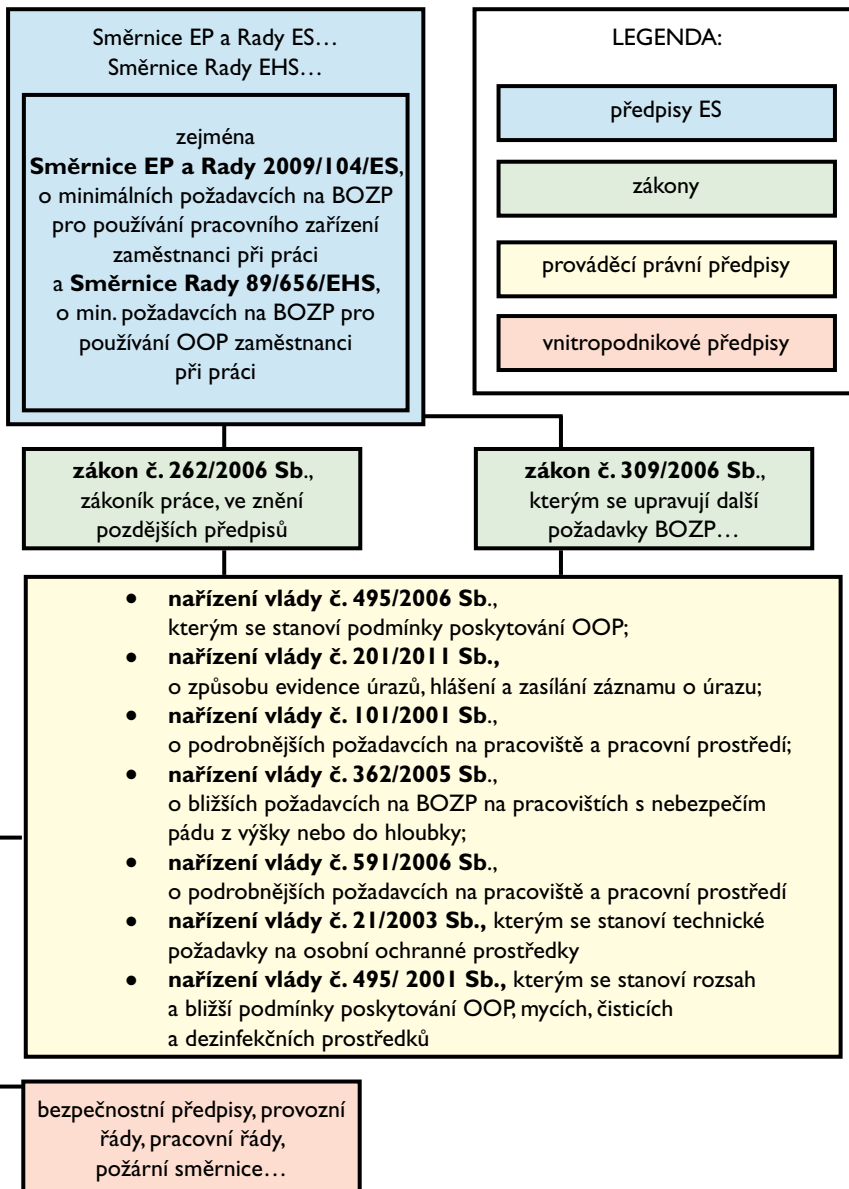 Směrnice EP a Rady ES…
Směrnice Rady EHS…
zejména
Směrnice EP a Rady 2009/104/ES,
o minimálních požadavcích na BOZP
pro používání pracovního zařízení
zaměstnanci při práci
a Směrnice Rady 89/656/EHS,
o min. požadavcích na BOZP pro
používání OOP zaměstnanci
při práci
LEGENDA:
předpisy ES
zákony
prováděcí právní předpisy
vnitropodnikové předpisy
zákon č. 262/2006 Sb.,
zákoník práce, ve znění
pozdějších předpisů
zákon č. 309/2006 Sb.,
kterým se upravují další
požadavky BOZP…
• nařízení vlády č. 495/2006 Sb.,
kterým se stanoví podmínky poskytování OOP;
• nařízení vlády č. 201/2011 Sb.,
o způsobu evidence úrazů, hlášení a zasílání záznamu o úrazu;
• nařízení vlády č. 101/2001 Sb.,
o podrobnějších požadavcích na pracoviště a pracovní prostředí;
• nařízení vlády č. 362/2005 Sb.,
o bližších požadavcích na BOZP na pracovištích s nebezpečím
pádu z výšky nebo do hloubky;
• nařízení vlády č. 591/2006 Sb.,
o podrobnějších požadavcích na pracoviště a pracovní prostředí
• nařízení vlády č. 21/2003 Sb., kterým se stanoví technické
požadavky na osobní ochranné prostředky
• nařízení vlády č. 495/ 2001 Sb., kterým se stanoví rozsah
a bližší podmínky poskytování OOP, mycích, čisticích
a dezinfekčních prostředků
bezpečnostní předpisy, provozní
řády, pracovní řády,
požární směrnice…